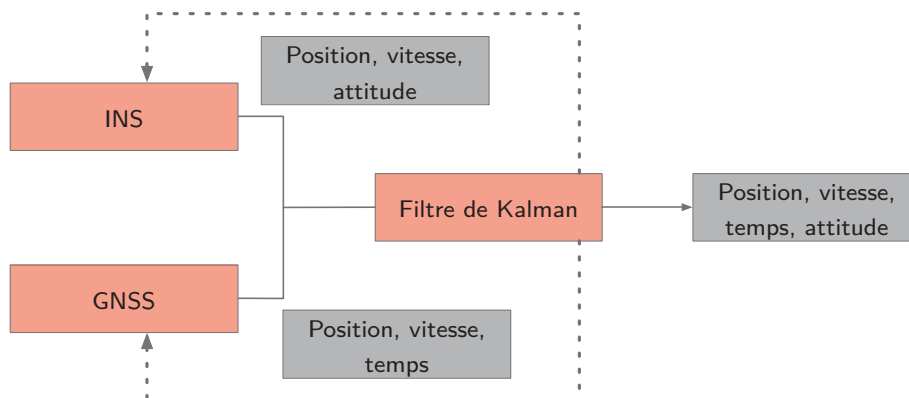 Position, vitesse,
attitude
INS
Filtre de Kalman
Position, vitesse,
temps, attitude
GNSS
Position, vitesse,
temps